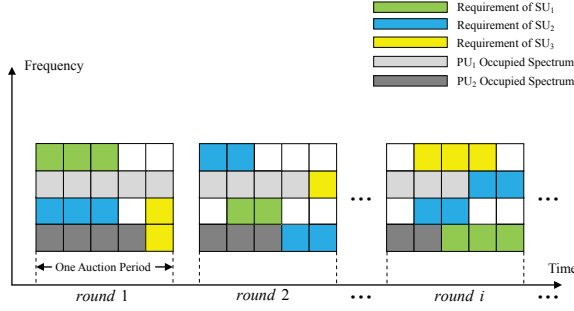 Requirement of SU1
Requirement of SU2
Requirement of SU3
PU1 Occupied Spectrum
PU2 Occupied Spectrum
Frequency
... ...
One Auction Period
Time
round 1 round 2 ... round i ...